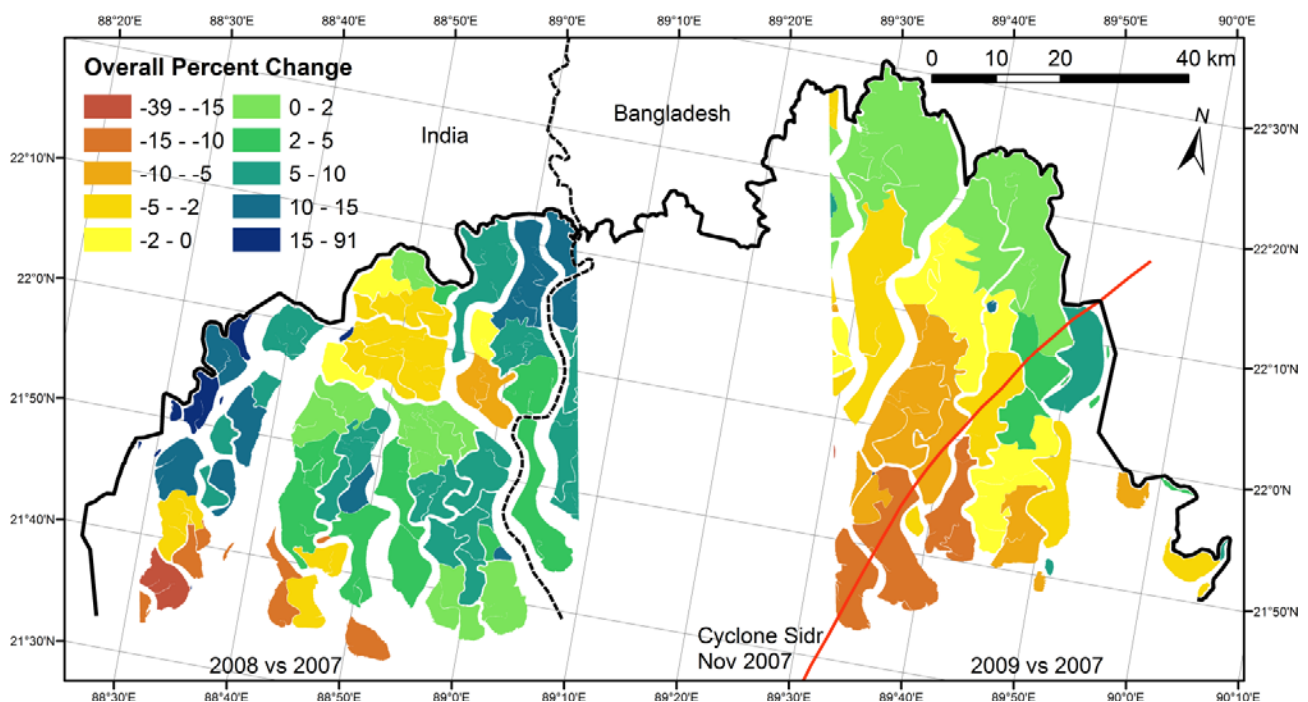 88°20'E 88°30'E 88°40'E 88°50'E 89°0'E 89°10'E 89°20'E 89°30'E 89°40'E 89°50'E 90°0'E
Overall Percent Change
-39 - -15 0 - 2
-15 - -10 2 - 5
-10 - -5 5 - 10
-5 - -2 10 - 15
-2 - 0 15 - 91
India
Bangladesh
0 10 20 40 km
N
22°10'N
22°0'N
21°50'N
21°40'N
21°30'N
22°30'N
22°20'N
22°10'N
22°0'N
21°50'N
2008 vs 2007
Cyclone Sidr
Nov 2007
2009 vs 2007
88°30'E 88°40'E 88°50'E 89°0'E 89°10'E 89°20'E 89°30'E 89°40'E 89°50'E 90°0'E 90°10'E